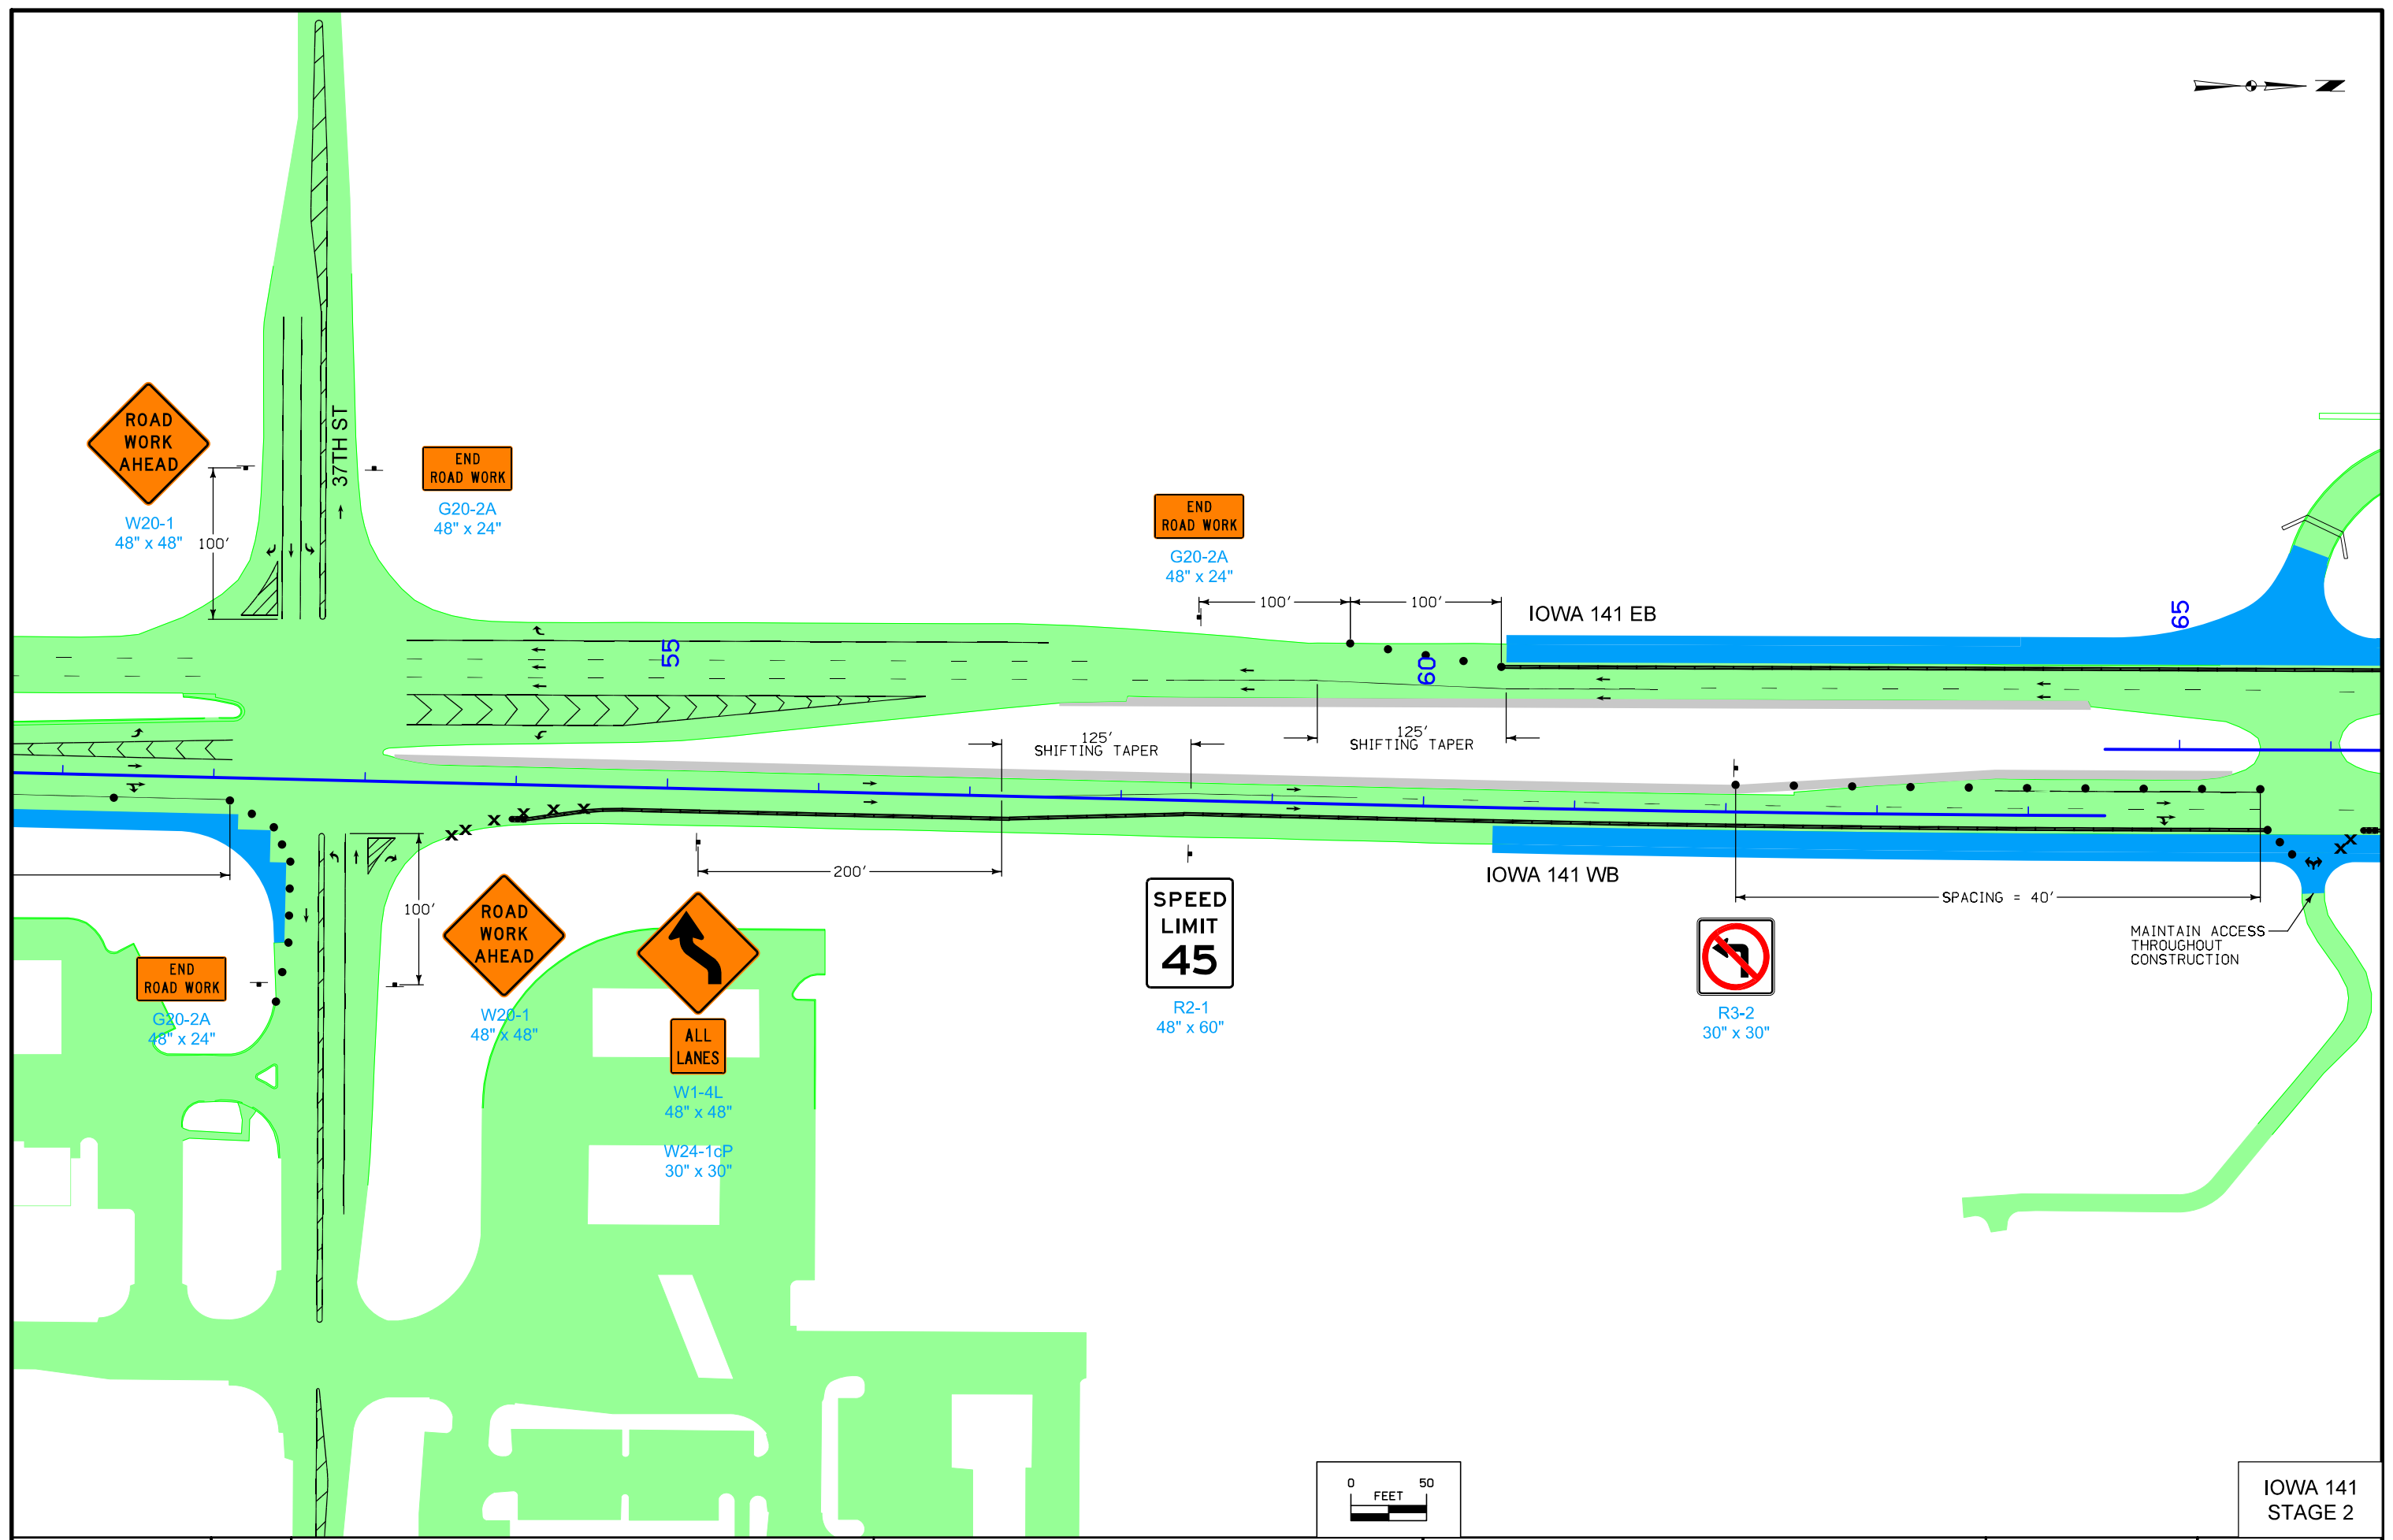 N
ROAD
WORK
AHEAD
W20-1
48" x 48"
100'
37TH ST
END
ROAD WORK
G20-2A
48" x 24"
END
ROAD WORK
G20-2A
48" x 24"
100'
100'
IOWA 141 EB
55
60
65
125'
SHIFTING TAPER
125'
SHIFTING TAPER
200'
IOWA 141 WB
SPACING = 40'
MAINTAIN ACCESS
THROUGHOUT
CONSTRUCTION
100'
END
ROAD WORK
G20-2A
48" x 24"
ROAD
WORK
AHEAD
W20-1
48" x 48"
ALL
LANES
W1-4L
48" x 48"
W24-1cP
30" x 30"
SPEED
LIMIT
45
R2-1
48" x 60"
R3-2
30" x 30"
0 50
FEET
IOWA 141
STAGE 2